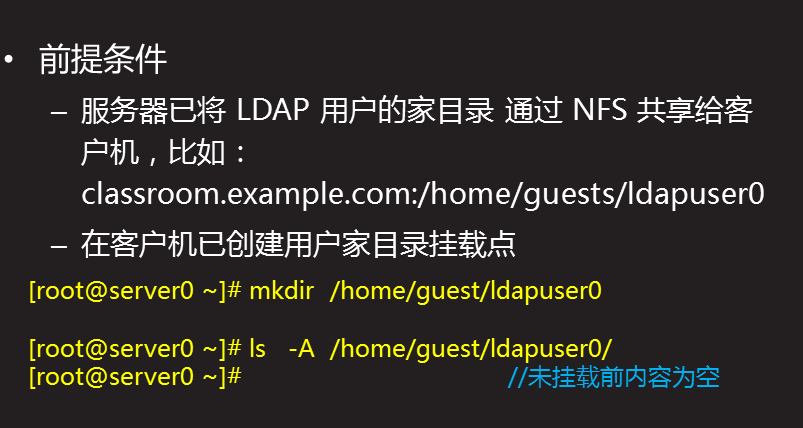 • 前提条件
– 服务器已将 LDAP 用户的家目录 通过 NFS 共享给客
户机，比如：
classroom.example.com:/home/guests/ldapuser0
– 在客户机已创建用户家目录挂载点
[root@server0 ~]# mkdir  /home/guest/ldapuser0
[root@server0 ~]# ls   -A  /home/guest/ldapuser0/
[root@server0 ~]#                                        //未挂载前内容为空